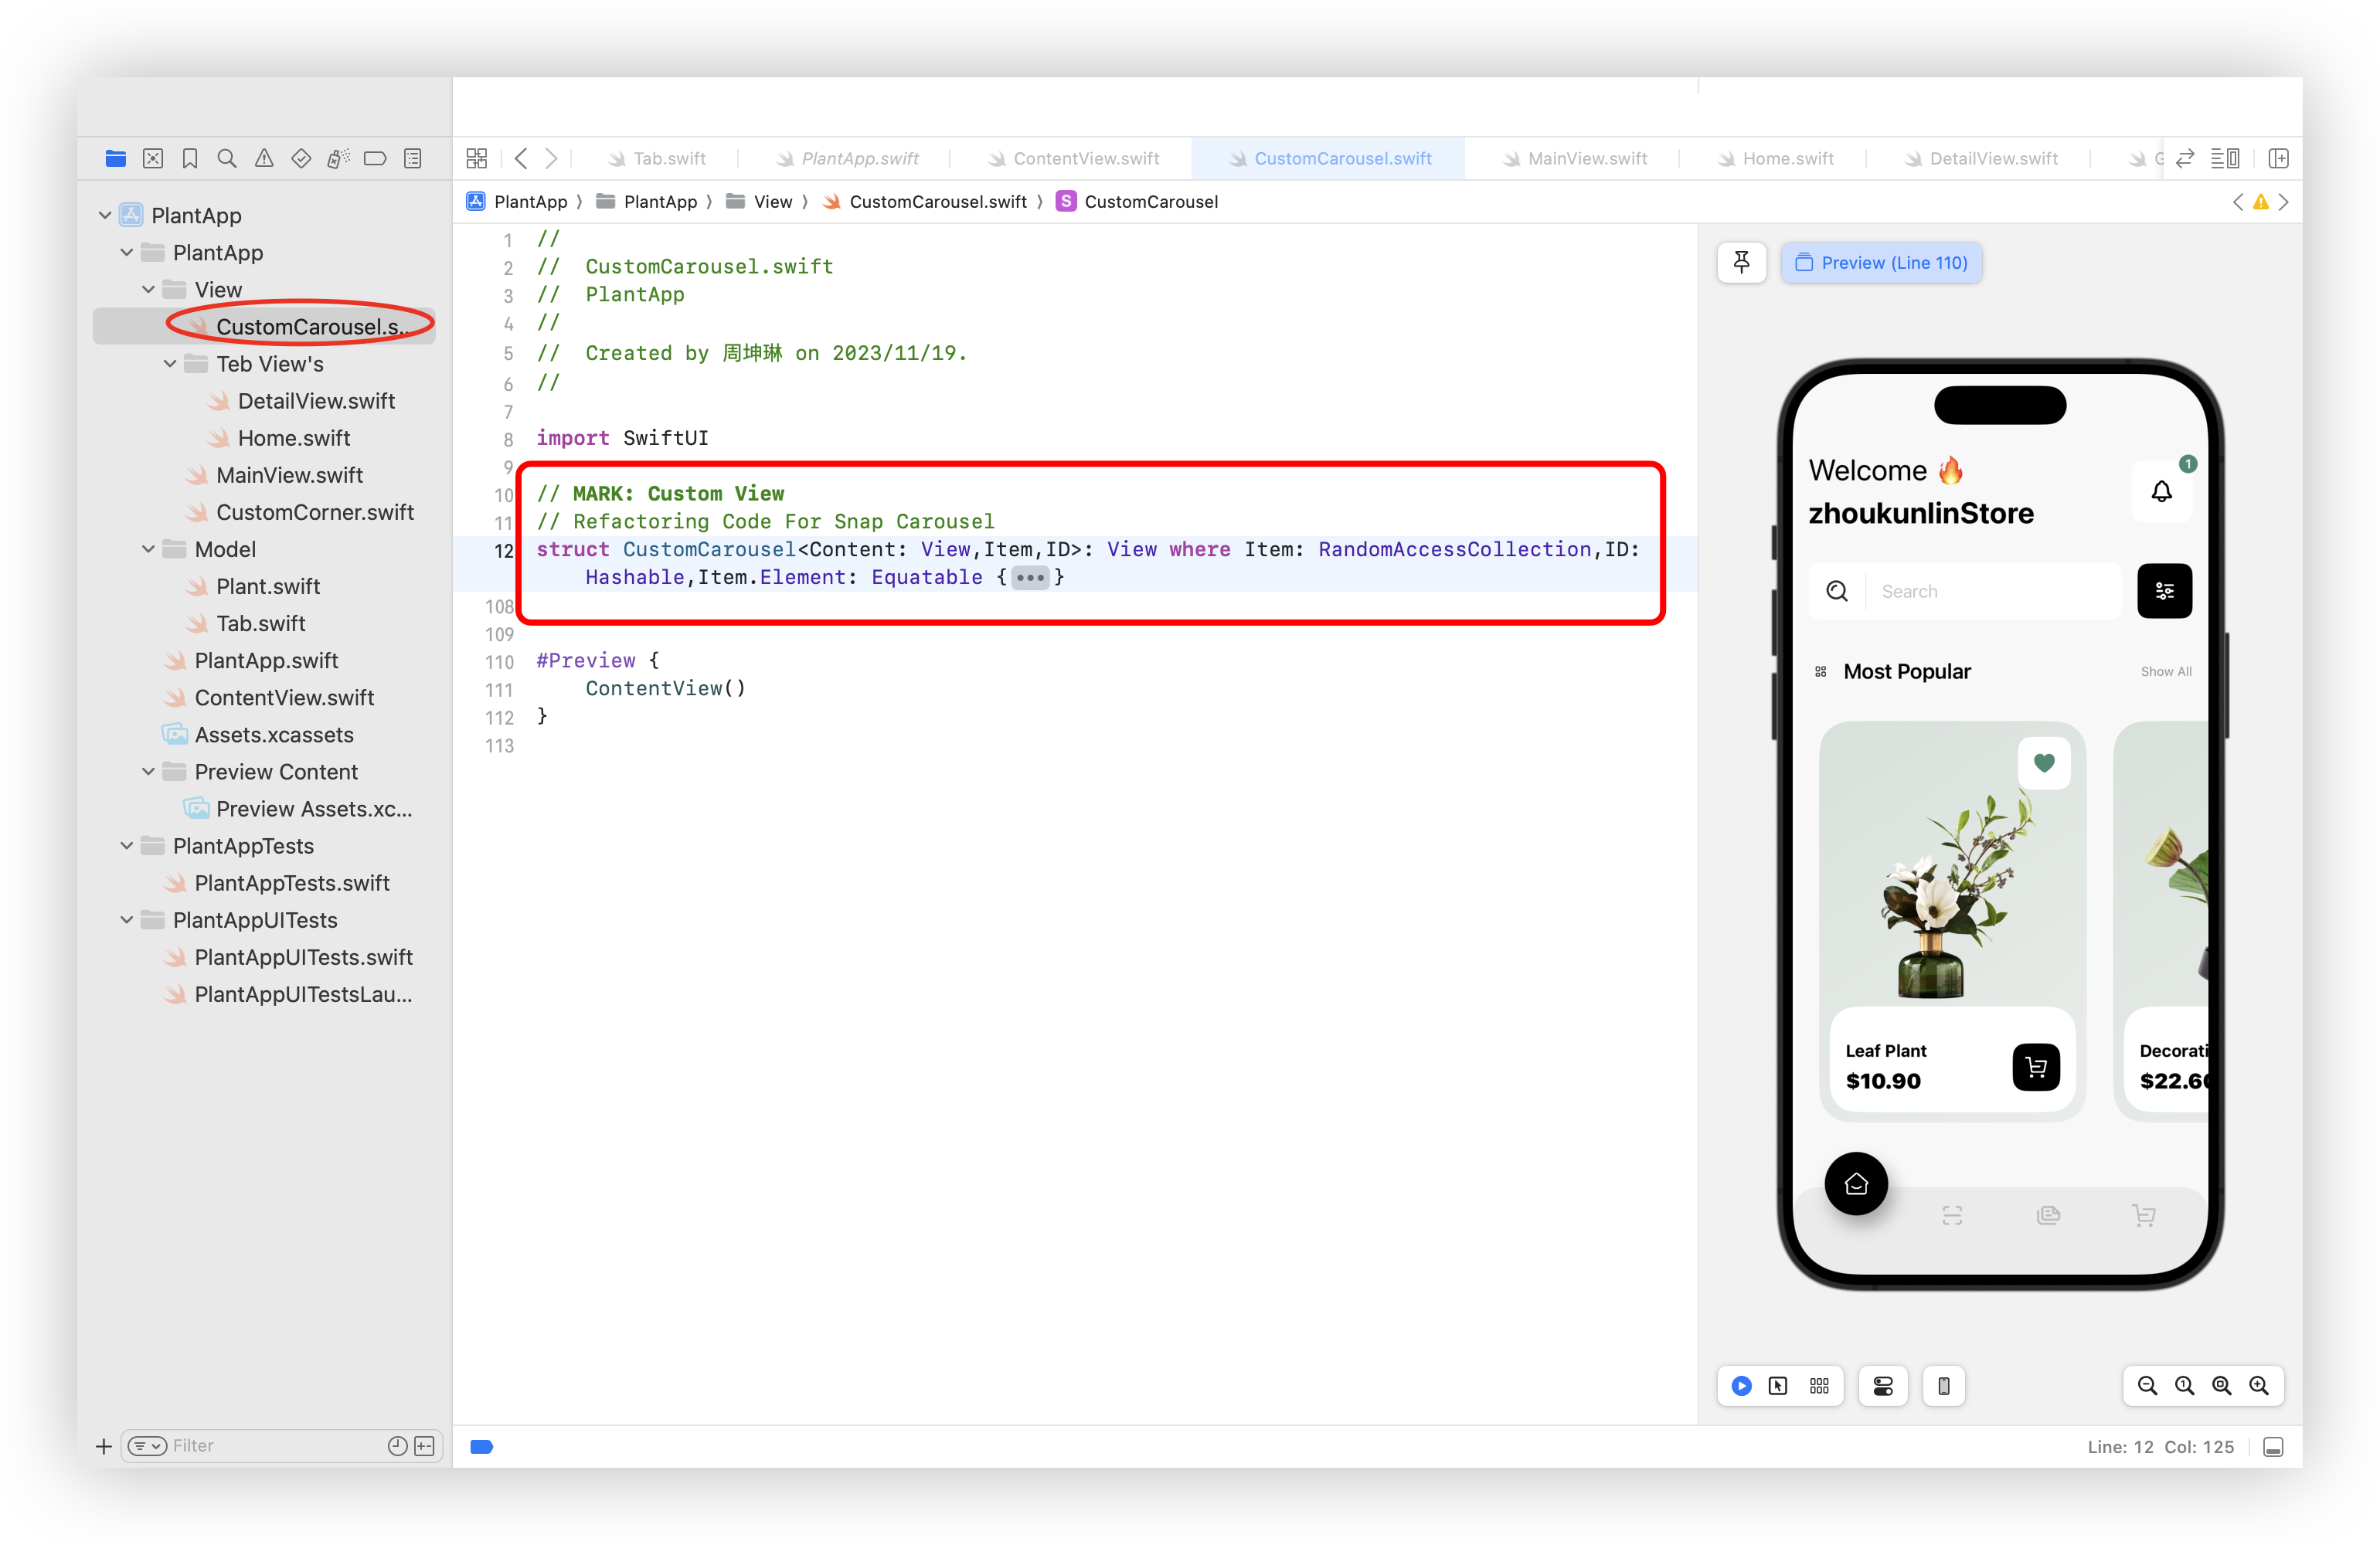 Tab.swift
PlantApp.swift
ContentView.swift
CustomCarousel.swift
MainView.swift
Home.swift
DetailView.swift
PlantApp
PlantApp
View
CustomCarousel.swift
S
CustomCarousel
PlantApp
PlantApp
View
CustomCarousel.s...
Teb View's
DetailView.swift
Home.swift
MainView.swift
CustomCorner.swift
Model
Plant.swift
Tab.swift
PlantApp.swift
ContentView.swift
Assets.xcassets
Preview Content
Preview Assets.xc...
PlantAppTests
PlantAppTests.swift
PlantAppUITests
PlantAppUITests.swift
PlantAppUITestsLau...
Filter
1 //
2 //  CustomCarousel.swift
3 //  PlantApp
4 //
5 //  Created by 周坤琳 on 2023/11/19.
6 //
7
8 import SwiftUI
9
10 // MARK: Custom View
11 // Refactoring Code For Snap Carousel
12 struct CustomCarousel<Content: View,Item,ID>: View where Item: RandomAccessCollection,ID:
Hashable,Item.Element: Equatable {•••}
108
109
110 #Preview {
111     ContentView()
112 }
113
Preview (Line 110)
Welcome 🔥
1
zhoukunlinStore
Search
Most Popular
Show All
Leaf Plant
$10.90
Decorati
$22.60
Line: 12 Col: 125